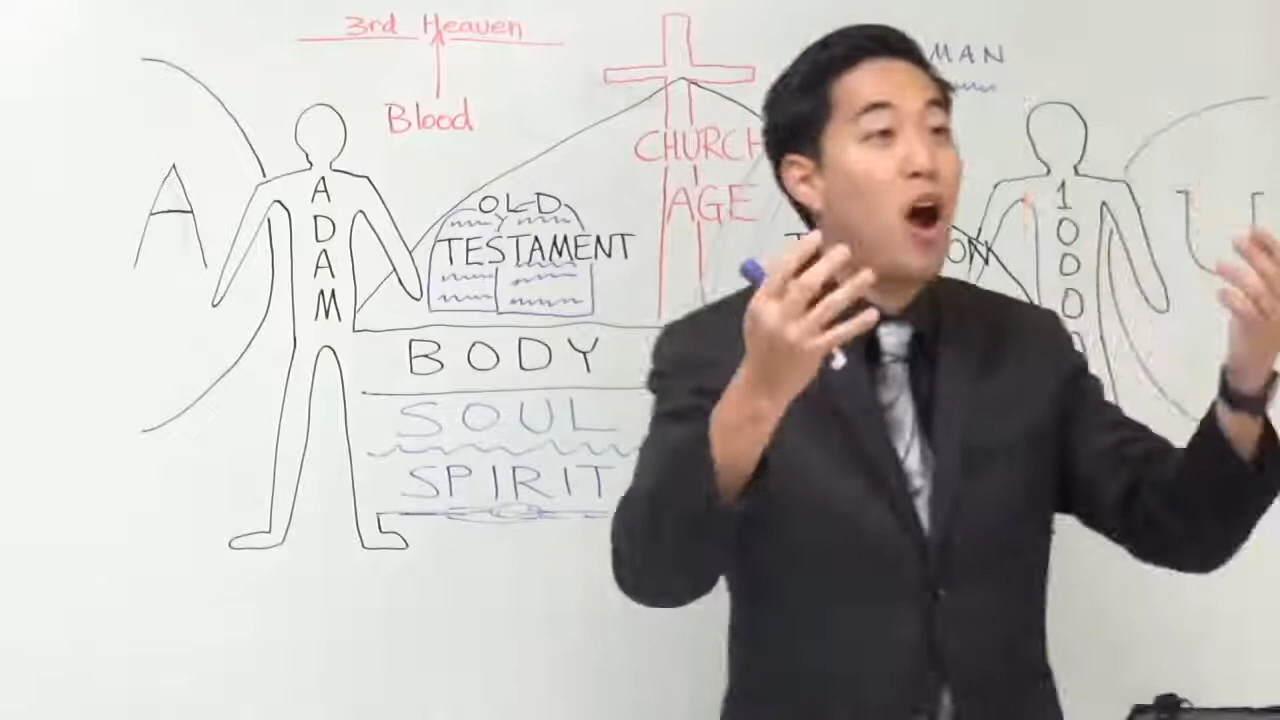 3rd Heaven
Blood
MAN
CHURCH
AGE
A
ADAM
OLD
TESTAMENT
1000
BODY
SOUL
SPIRIT